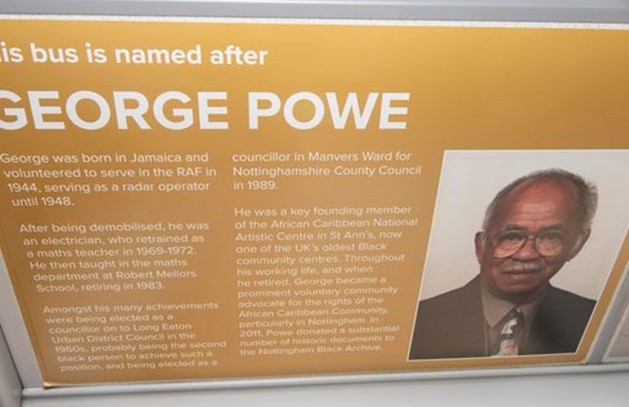 is bus is named after
GEORGE POWE
George was born in Jamaica and
volunteered to serve in the RAF in
1944, serving as a radar operator
until 1948.
After being demobilised, he was
an electrician, who retrained as
a maths teacher in 1969-1972.
He then taught in the maths
department at Robert Mellors
School, retiring in 1983.
Amongst his many achievements
were being elected as a
councillor on to Long Eaton
Urban District Council in the
1960s, probably being the second
black person to achieve such a
position, and being elected as a
councillor in Manvers Ward for
Nottinghamshire County Council
in 1989.
He was a key founding member
of the African Caribbean National
Artistic Centre in St Ann's, now
one of the UK's oldest Black
community centres. Throughout
his working life, and when
he retired, George became a
prominent voluntary community
advocate for the rights of the
African Caribbean Community,
particularly in Nottingham. In
2011, Powe donated a substantial
number of historic documents to
the Nottingham Black Archive.